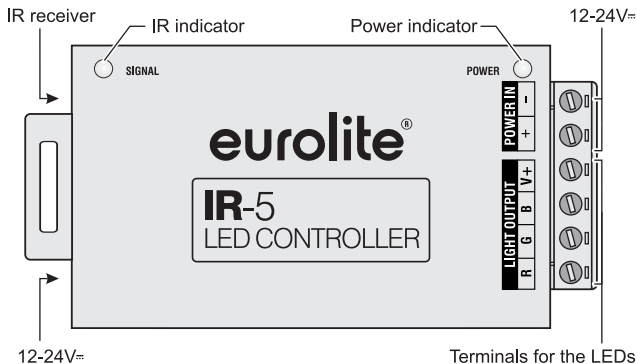 IR receiver
IR indicator
Power indicator
12-24V⎓
SIGNAL
POWER
POWER IN
-
+
eurolite®
IR-5
LED CONTROLLER
LIGHT OUTPUT
V+
B
G
R
12-24V⎓
Terminals for the LEDs